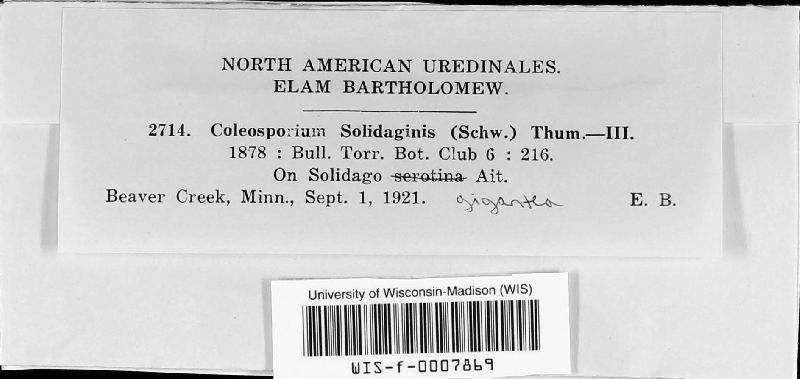 NORTH AMERICAN UREDINALES.
ELAM BARTHOLOMEW.
2714. Coleosporium Solidaginis (Schw.) Thum.—III.
1878 : Bull. Torr. Bot. Club 6 : 216.
On Solidago serotina Ait.
Beaver Creek, Minn., Sept. 1, 1921. gigantea E. B.
University of Wisconsin-Madison (WIS)
WIS-f-0007869